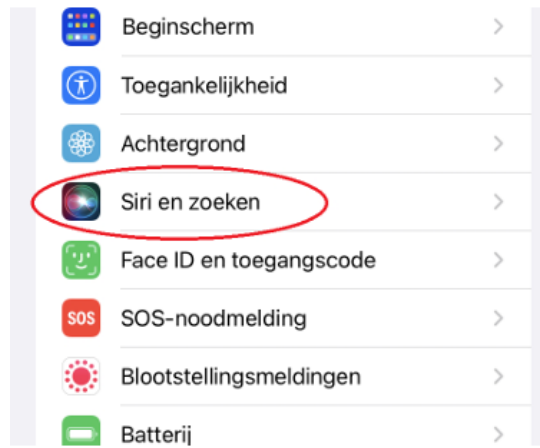 Beginscherm
Toegankelijkheid
Achtergrond
Siri en zoeken
Face ID en toegangscode
SOS SOS-noodmelding
Blootstellingsmeldingen
Batterij